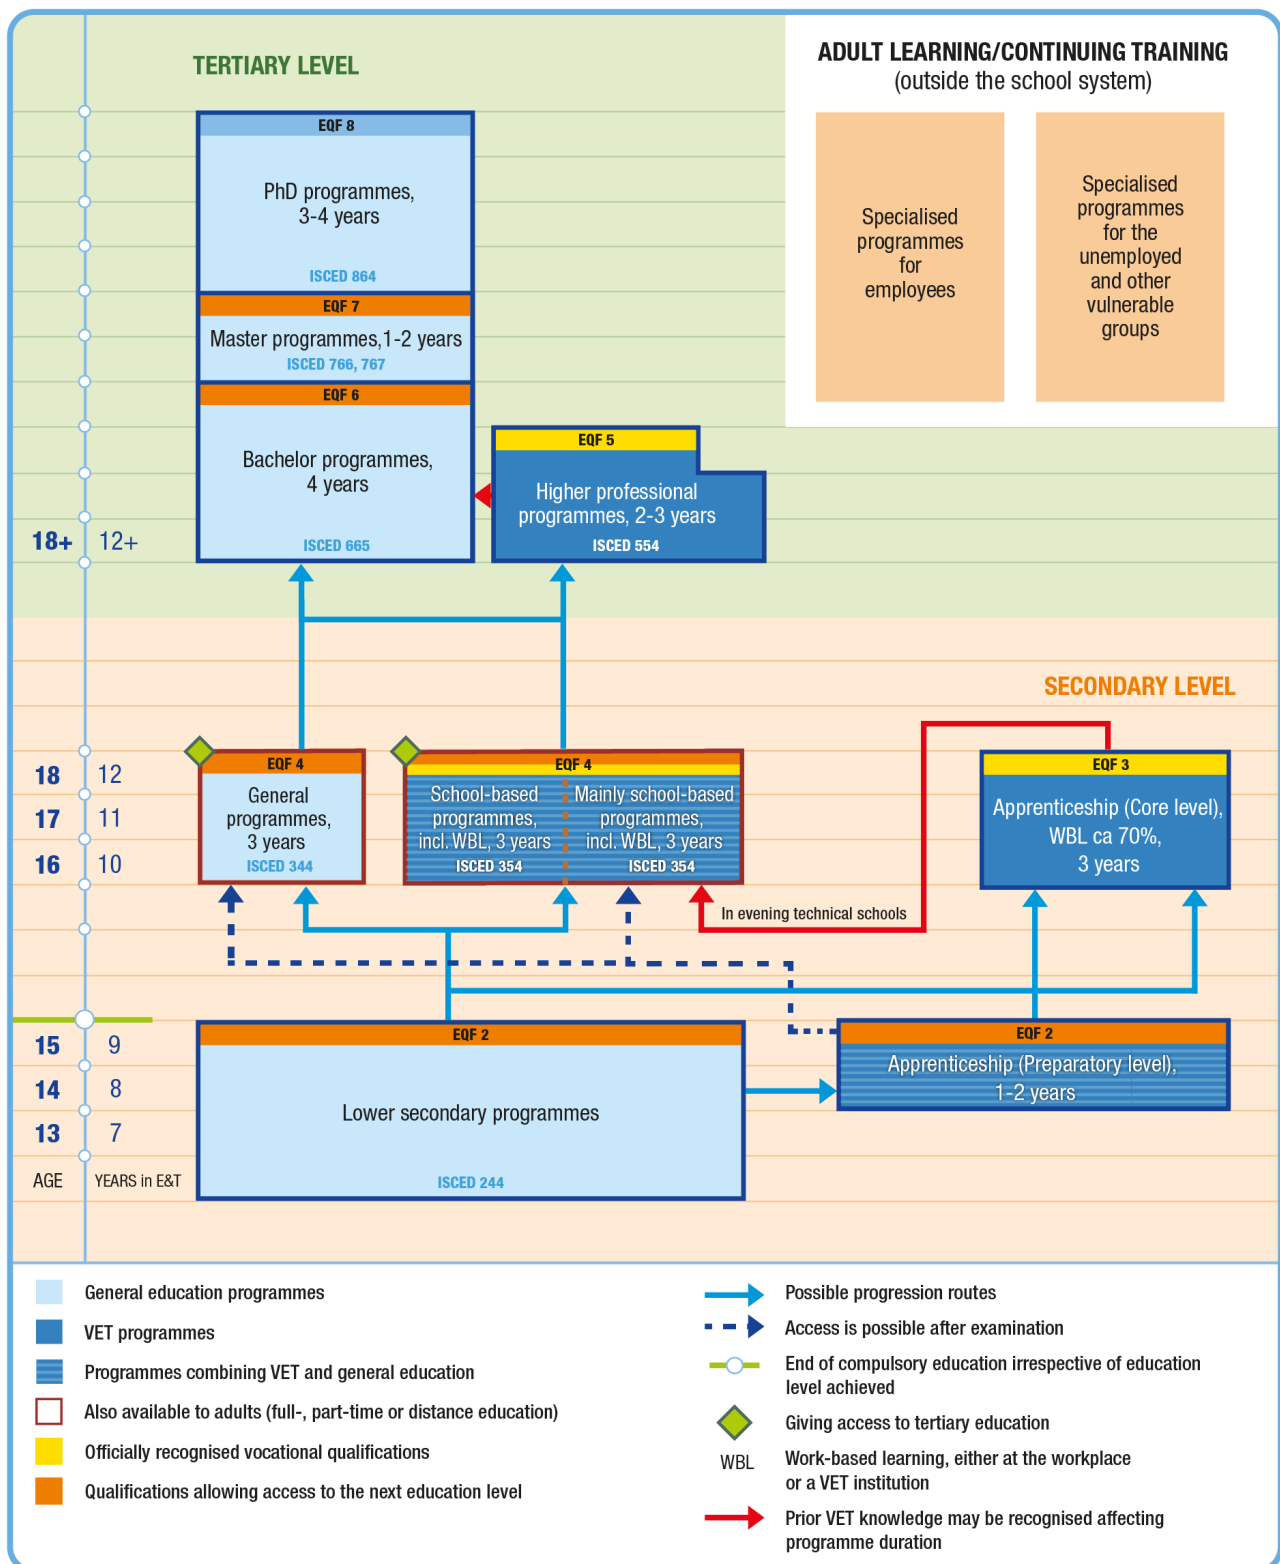 TERTIARY LEVEL
ADULT LEARNING/CONTINUING TRAINING
(outside the school system)
Specialised
programmes
for
employees
Specialised
programmes
for the
unemployed
and other
vulnerable
groups
EQF 8
PhD programmes,
3-4 years
ISCED 864
EQF 7
Master programmes,1-2 years
ISCED 766, 767
EQF 6
Bachelor programmes,
4 years
ISCED 665
EQF 5
Higher professional
programmes, 2-3 years
ISCED 554
18+ 12+
SECONDARY LEVEL
18 12
17 11
16 10
EQF 4
General
programmes,
3 years
ISCED 344
EQF 4
School-based
programmes,
incl. WBL, 3 years
ISCED 354
Mainly school-based
programmes,
incl. WBL, 3 years
ISCED 354
EQF 3
Apprenticeship (Core level),
WBL ca 70%,
3 years
In evening technical schools
15 9
14 8
13 7
AGE YEARS in E&T
EQF 2
Lower secondary programmes
ISCED 244
EQF 2
Apprenticeship (Preparatory level),
1-2 years
General education programmes
VET programmes
Programmes combining VET and general education
Also available to adults (full-, part-time or distance education)
Officially recognised vocational qualifications
Qualifications allowing access to the next education level
Possible progression routes
Access is possible after examination
End of compulsory education irrespective of education
level achieved
Giving access to tertiary education
WBL Work-based learning, either at the workplace
or a VET institution
Prior VET knowledge may be recognised affecting
programme duration